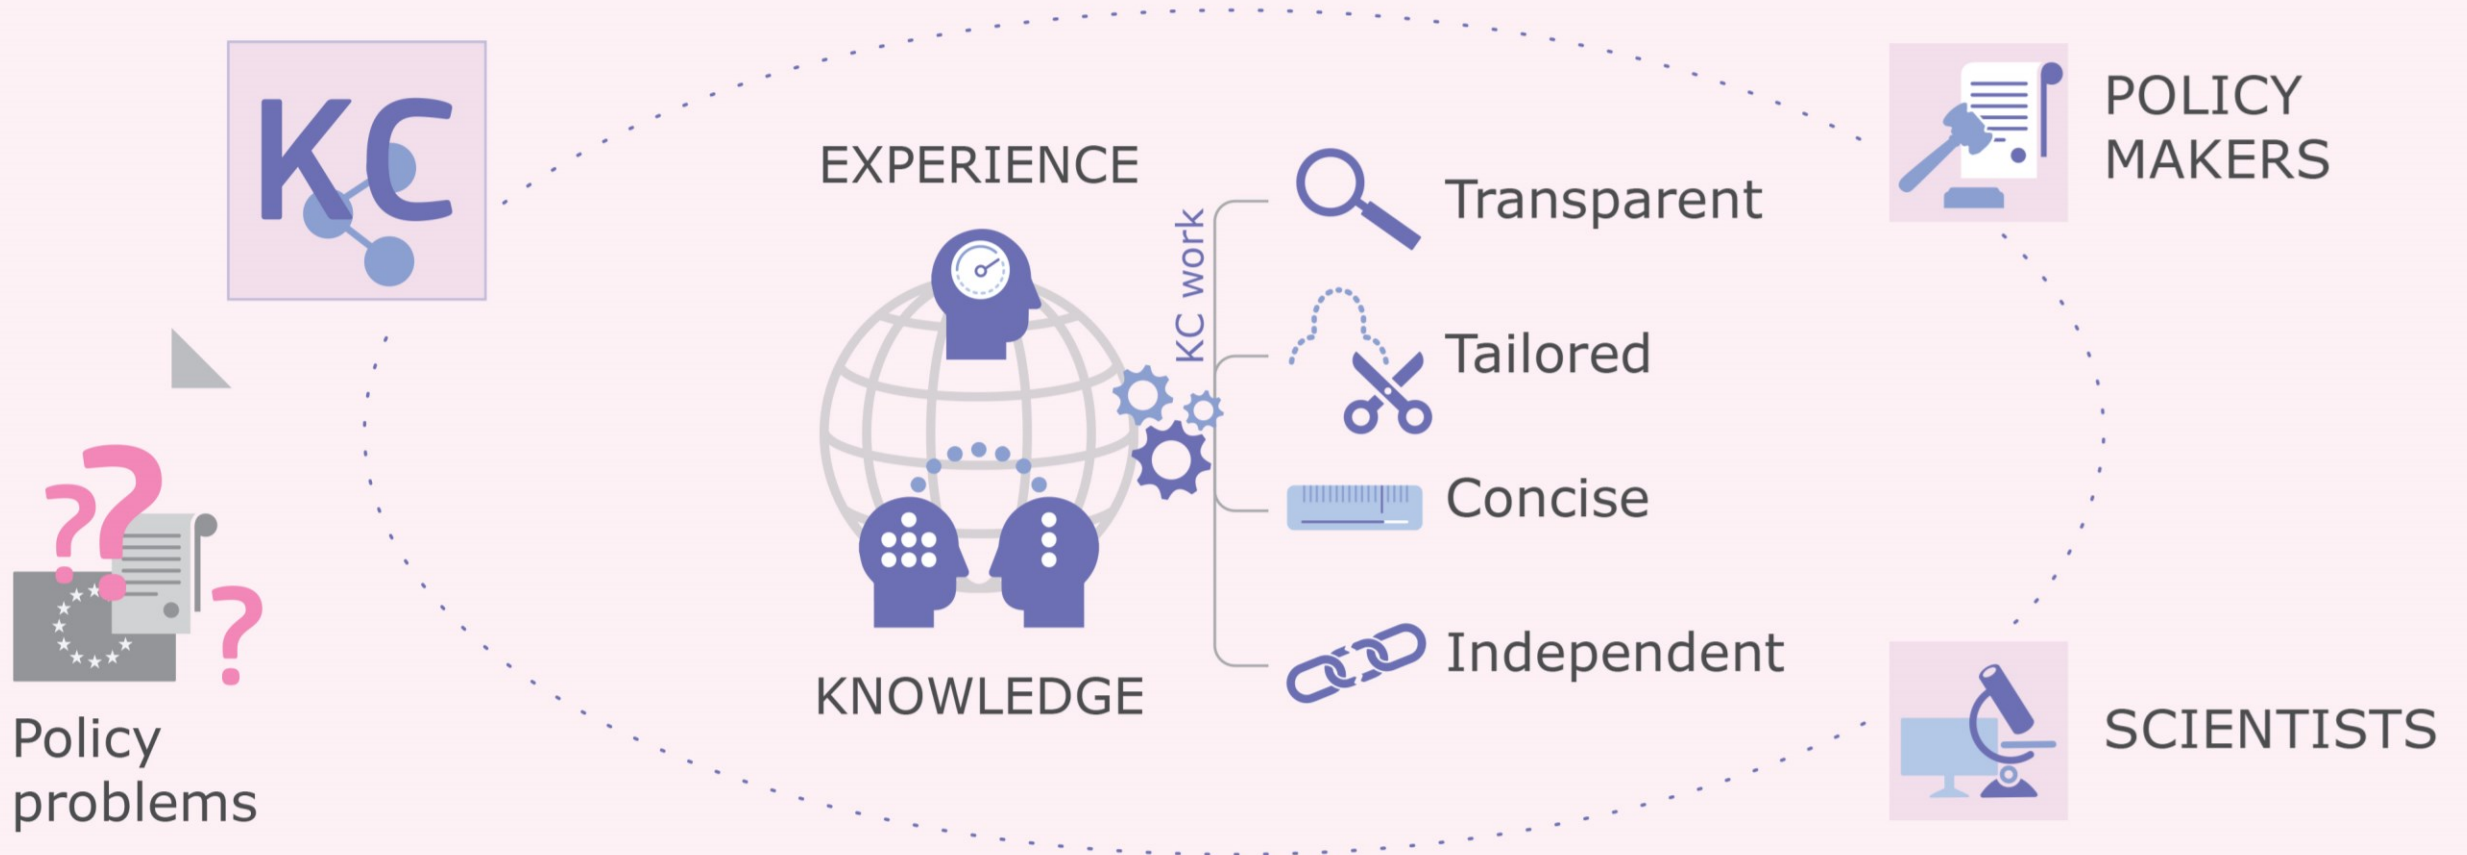 KC
Policy
problems
EXPERIENCE
KNOWLEDGE
KC work
Transparent
Tailored
Concise
Independent
POLICY
MAKERS
SCIENTISTS